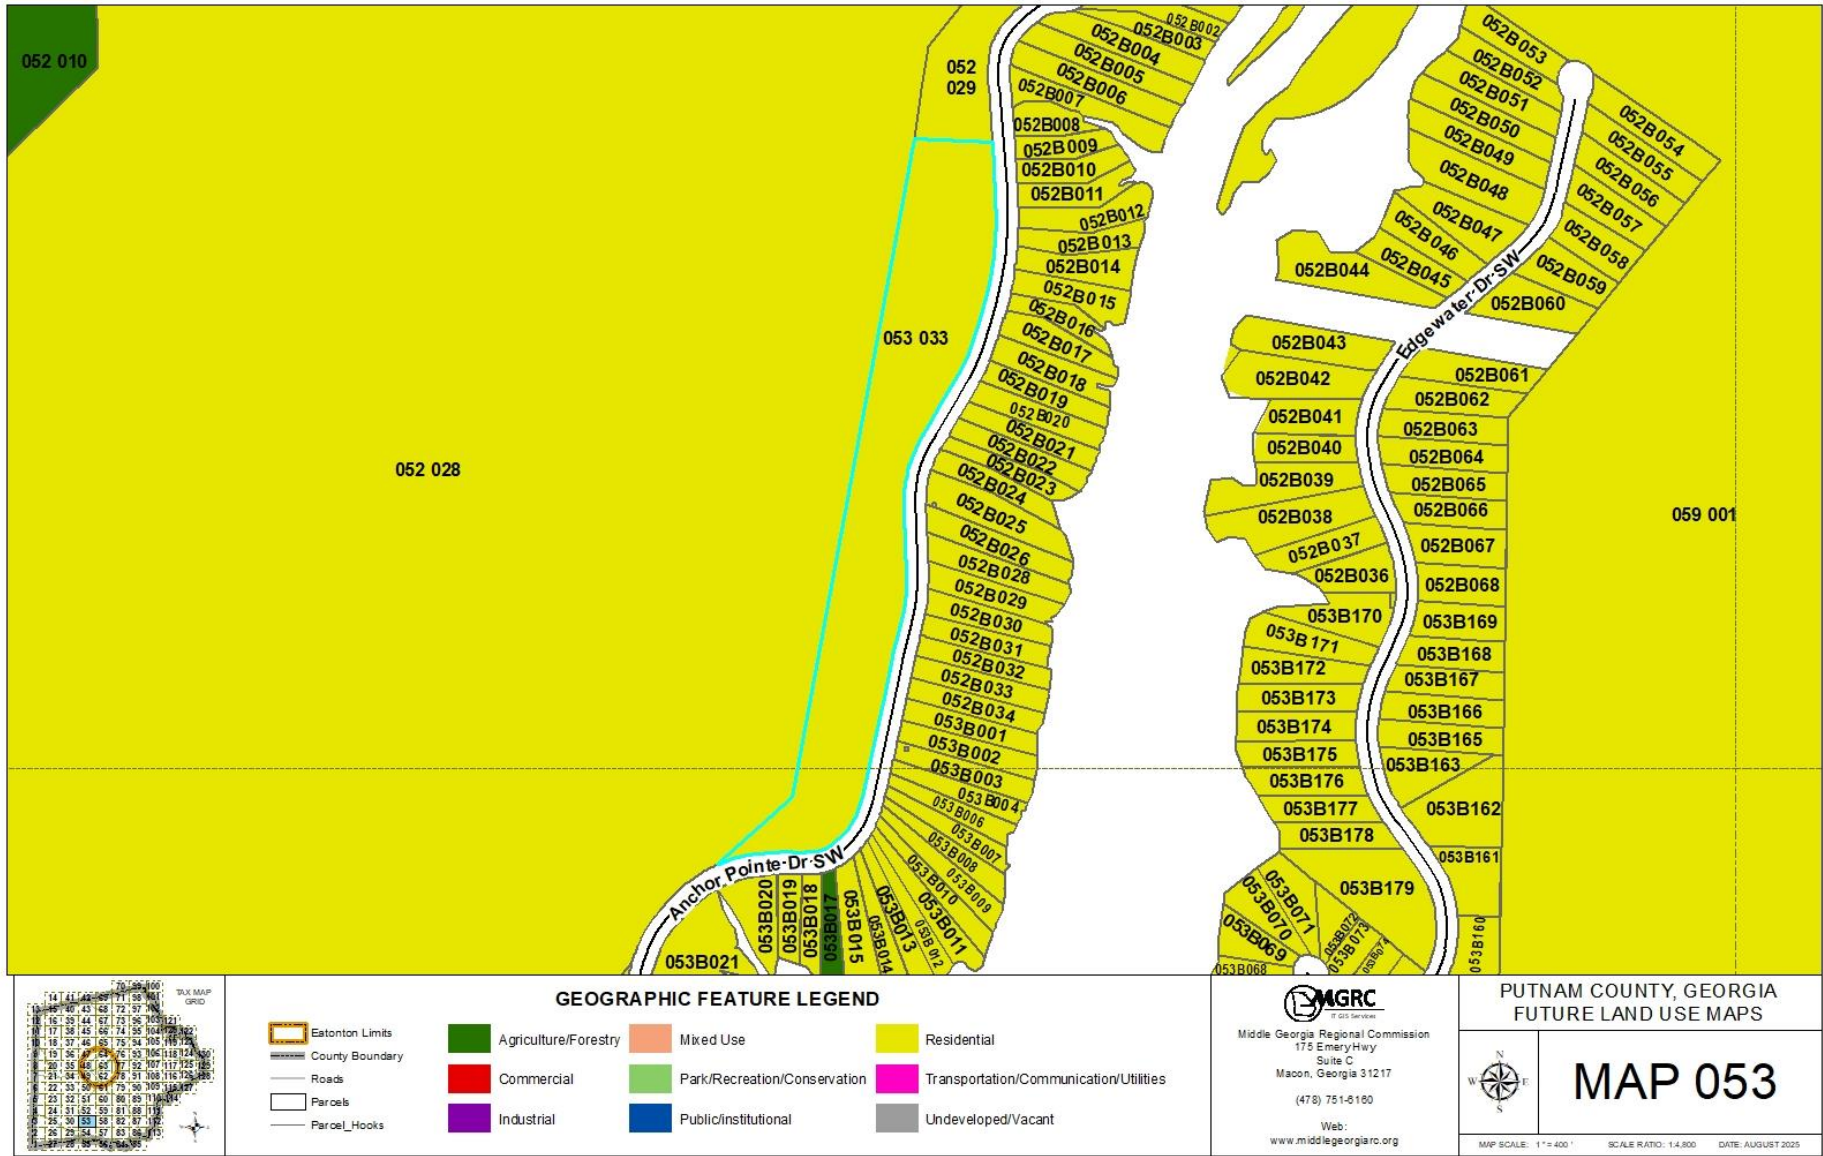 052 010
052
029
053 033
052 028
059 001
052B002
052B003
052B004
052B005
052B006
052B007
052B008
052B009
052B010
052B011
052B012
052B013
052B014
052B015
052B016
052B017
052B018
052B019
052B020
052B021
052B022
052B023
052B024
052B025
052B026
052B028
052B029
052B030
052B031
052B032
052B033
052B034
053B001
053B002
053B003
053B004
053B006
053B007
053B008
053B009
053B010
053B011
053B012
053B013
053B014
053B015
053B017
053B018
053B019
053B020
053B021
Anchor Pointe Dr SW
052B053
052B052
052B051
052B050
052B049
052B048
052B047
052B046
052B045
052B044
052B054
052B055
052B056
052B057
052B058
052B059
052B060
Edgewater Dr SW
052B043
052B042
052B041
052B040
052B039
052B038
052B037
052B036
052B061
052B062
052B063
052B064
052B065
052B066
052B067
052B068
053B170
053B171
053B172
053B173
053B174
053B175
053B176
053B177
053B178
053B179
053B169
053B168
053B167
053B166
053B165
053B163
053B162
053B161
053B160
053B071
053B070
053B069
053B068
053B072
053B073
053B074
TAX MAP
GRID
GEOGRAPHIC FEATURE LEGEND
Eatonton Limits
County Boundary
Roads
Parcels
Parcel_Hooks
Agriculture/Forestry
Commercial
Industrial
Mixed Use
Park/Recreation/Conservation
Public/institutional
Residential
Transportation/Communication/Utilities
Undeveloped/Vacant
MGRC
IT GIS Services
Middle Georgia Regional Commission
175 Emery Hwy
Suite C
Macon, Georgia 31217
(478) 751-6160
Web:
www.middlegeorgiarc.org
PUTNAM COUNTY, GEORGIA
FUTURE LAND USE MAPS
N
W E
S
MAP 053
MAP SCALE: 1" = 400 ' SCALE RATIO: 1:4,800 DATE: AUGUST 2025